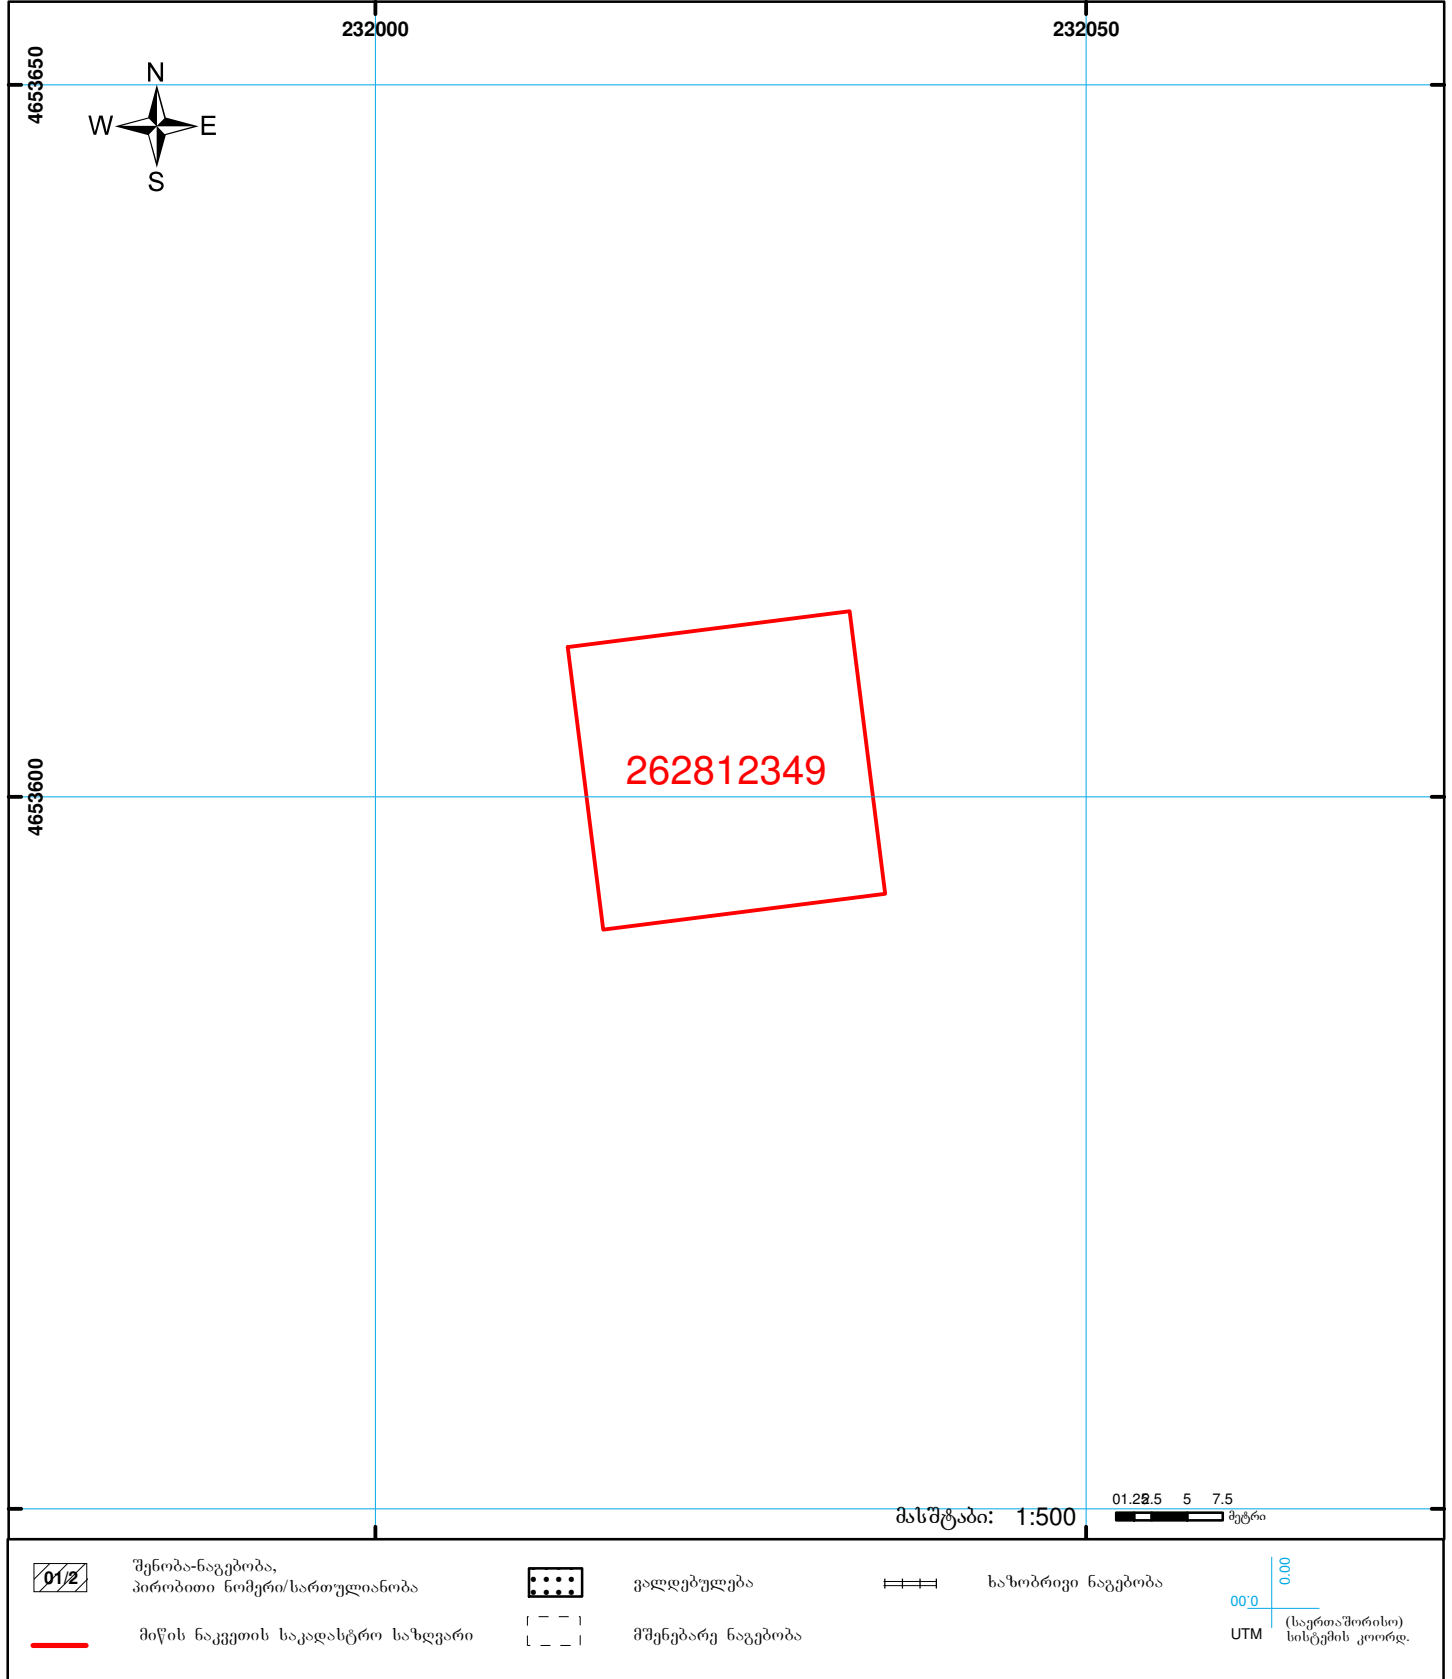 232000
232050
4653650
N
W
E
S
262812349
4653600
მასშტაბი: 1:500
01.25 2.5 5 7.5
მეტრი
01/2
შენობა-ნაგებობა,
პირობითი ნომერი/სართულიანობა
ვალდებულება
ხაზობრივი ნაგებობა
00.0
0.00
UTM
(საერთაშორისო)
სისტემის კოორდ.
მიწის ნაკვეთის საკადასტრო საზღვარი
მშენებარე ნაგებობა